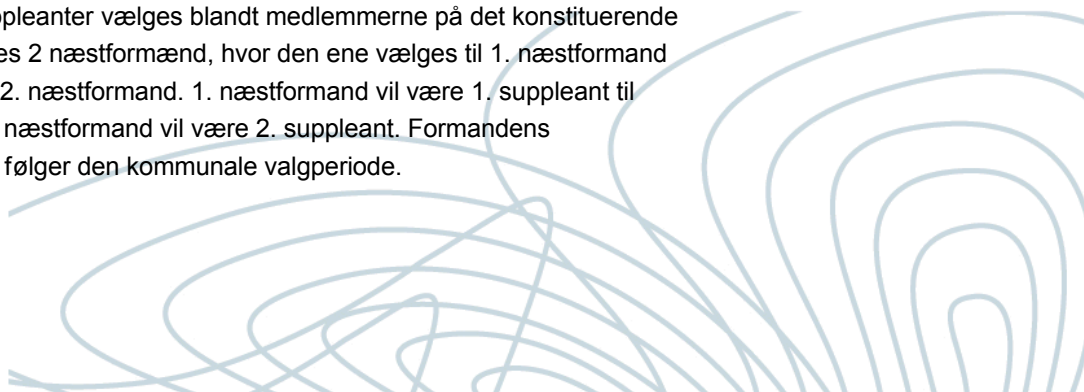 pleanter vælges blandt medlemmerne på det konstituerende
es 2 næstformænd, hvor den ene vælges til 1. næstformand
2. næstformand. 1. næstformand vil være 1. suppleant til
næstformand vil være 2. suppleant. Formandens
følger den kommunale valgperiode.